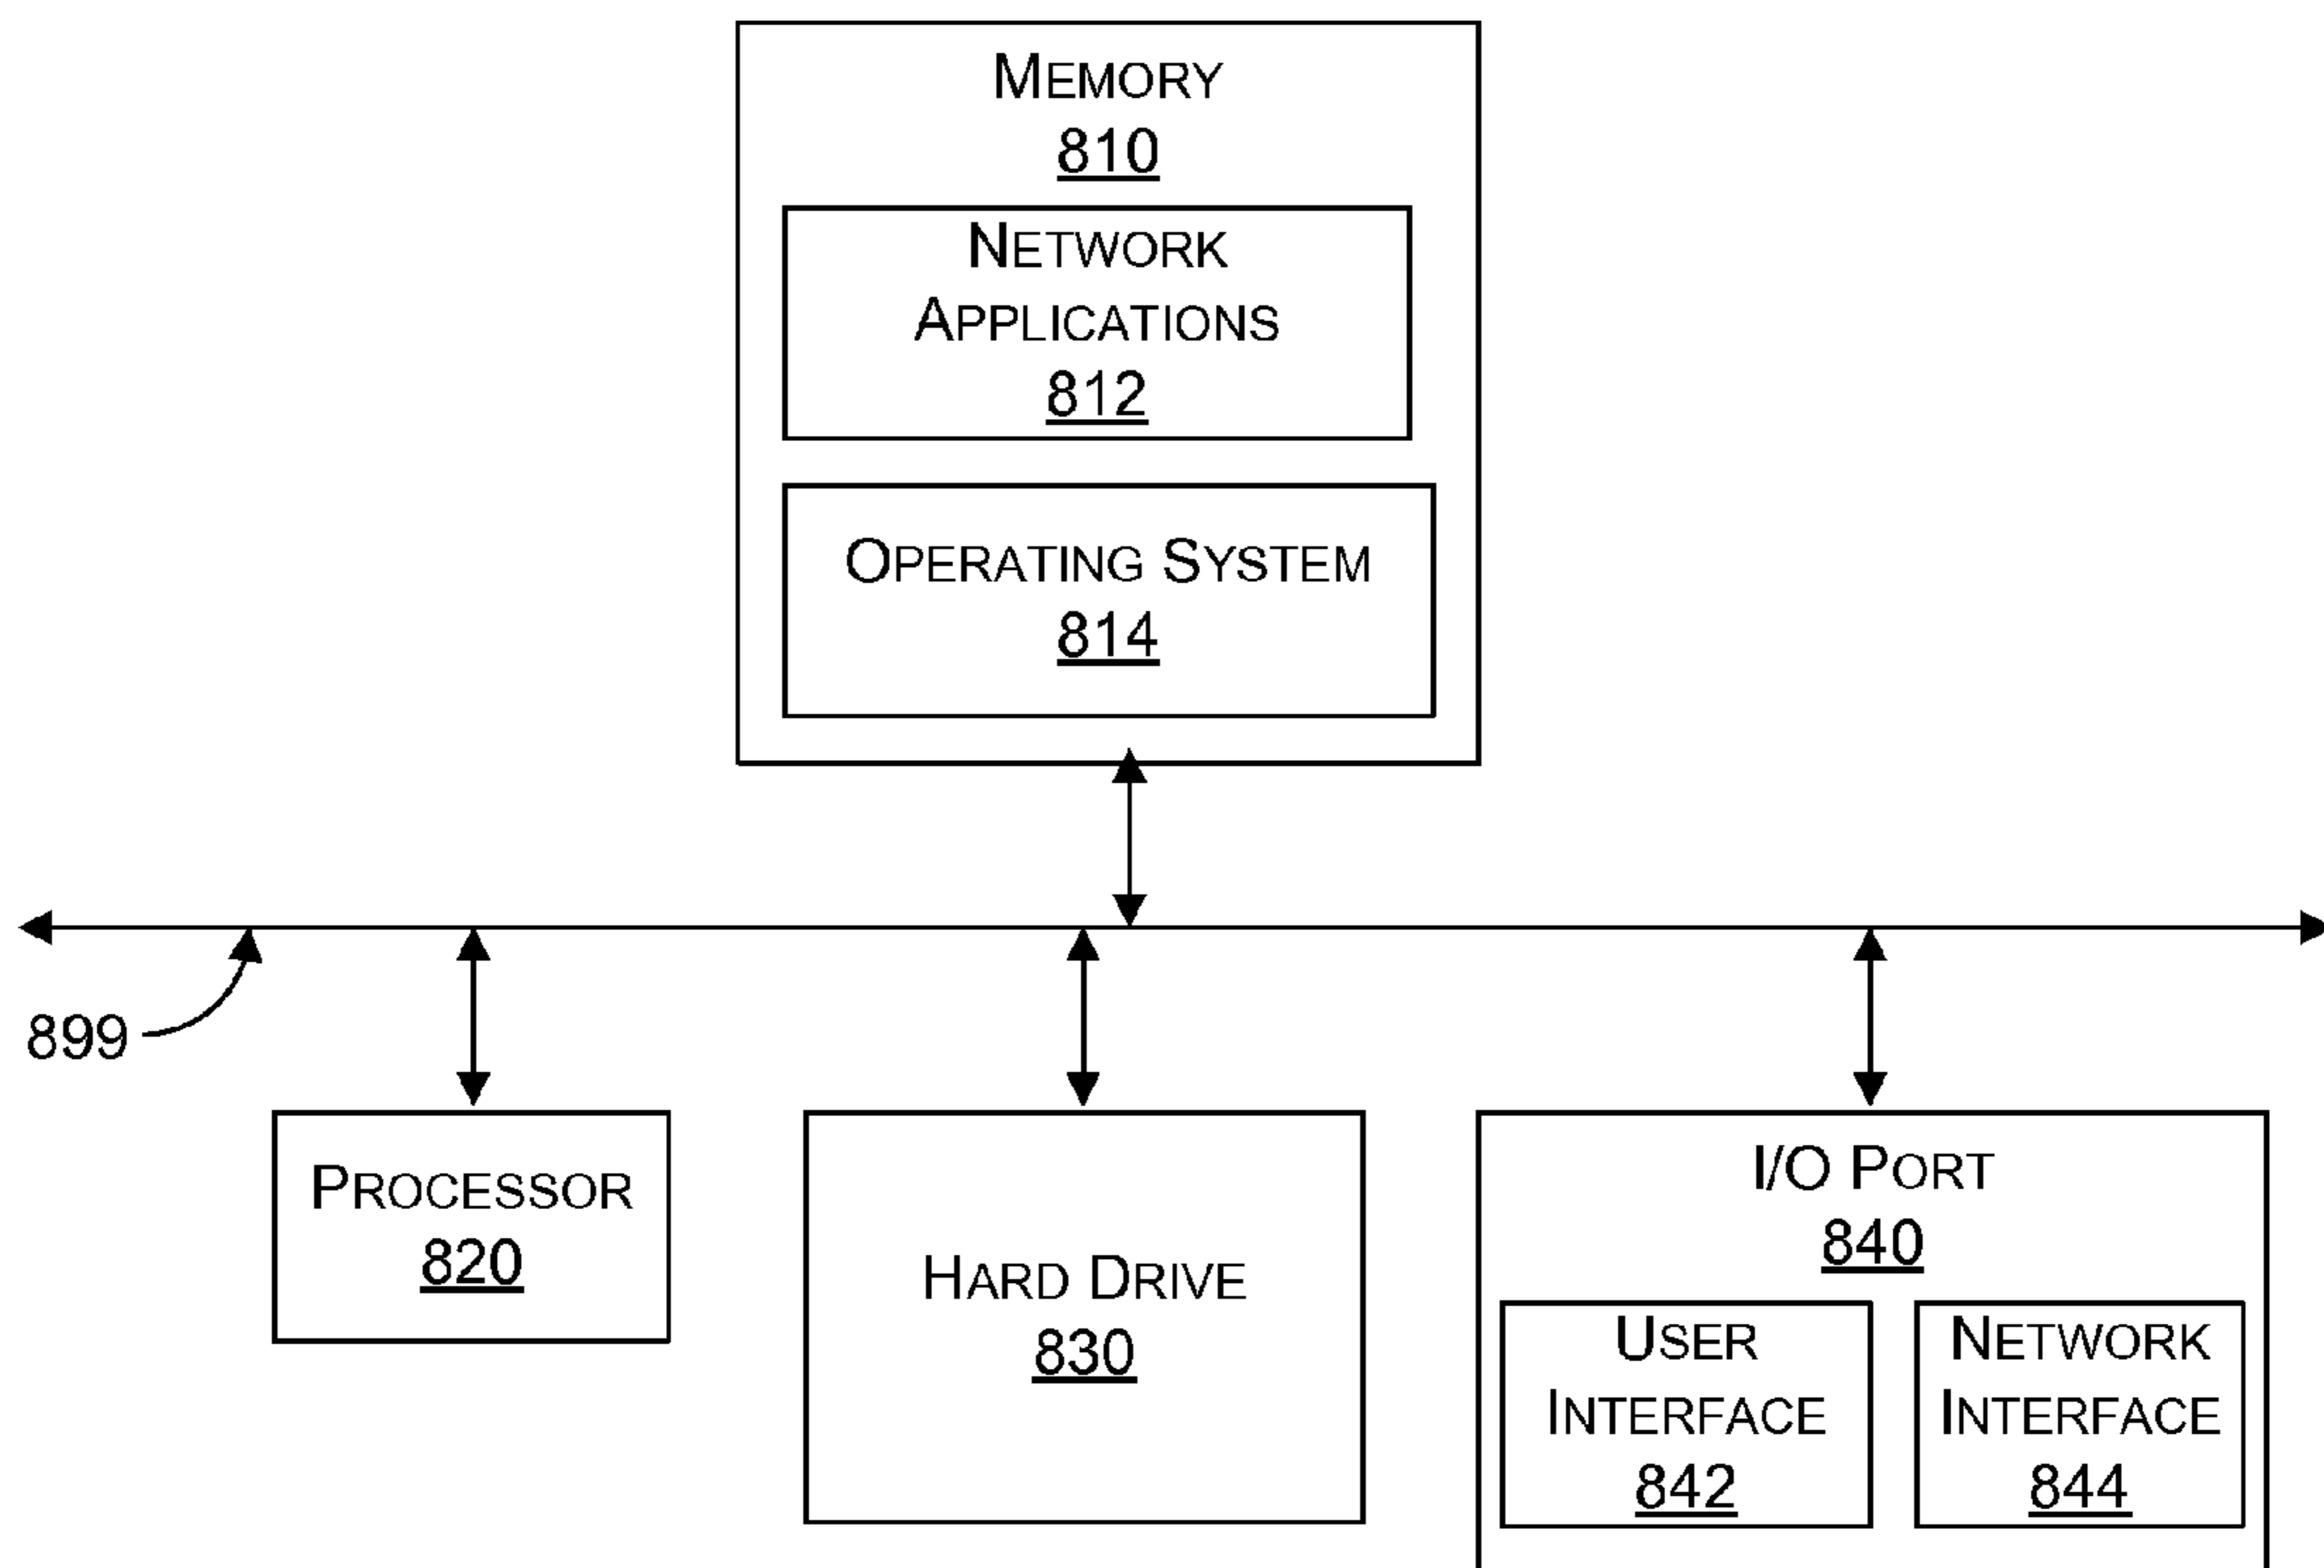 MEMORY
810
NETWORK
APPLICATIONS
812
OPERATING SYSTEM
814
899
PROCESSOR
820
HARD DRIVE
830
I/O PORT
840
USER
INTERFACE
842
NETWORK
INTERFACE
844